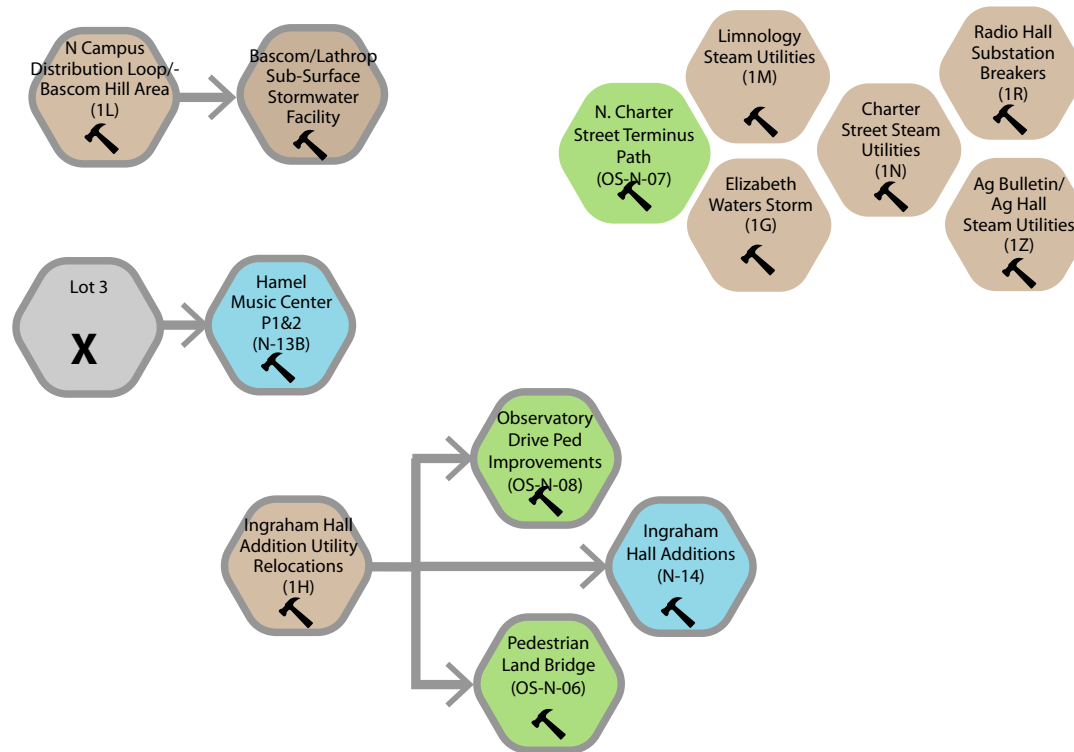 N Campus
Distribution Loop/-
Bascom Hill Area
(1L)
Bascom/Lathrop
Sub-Surface
Stormwater
Facility
Limnology
Steam Utilities
(1M)
Radio Hall
Substation
Breakers
(1R)
N. Charter
Street Terminus
Path
(OS-N-07)
Charter
Street Steam
Utilities
(1N)
Elizabeth
Waters Storm
(1G)
Ag Bulletin/
Ag Hall
Steam Utilities
(1Z)
Lot 3
X
Hamel
Music Center
P1&2
(N-13B)
Observatory
Drive Ped
Improvements
(OS-N-08)
Ingraham Hall
Addition Utility
Relocations
(1H)
Ingraham
Hall Additions
(N-14)
Pedestrian
Land Bridge
(OS-N-06)